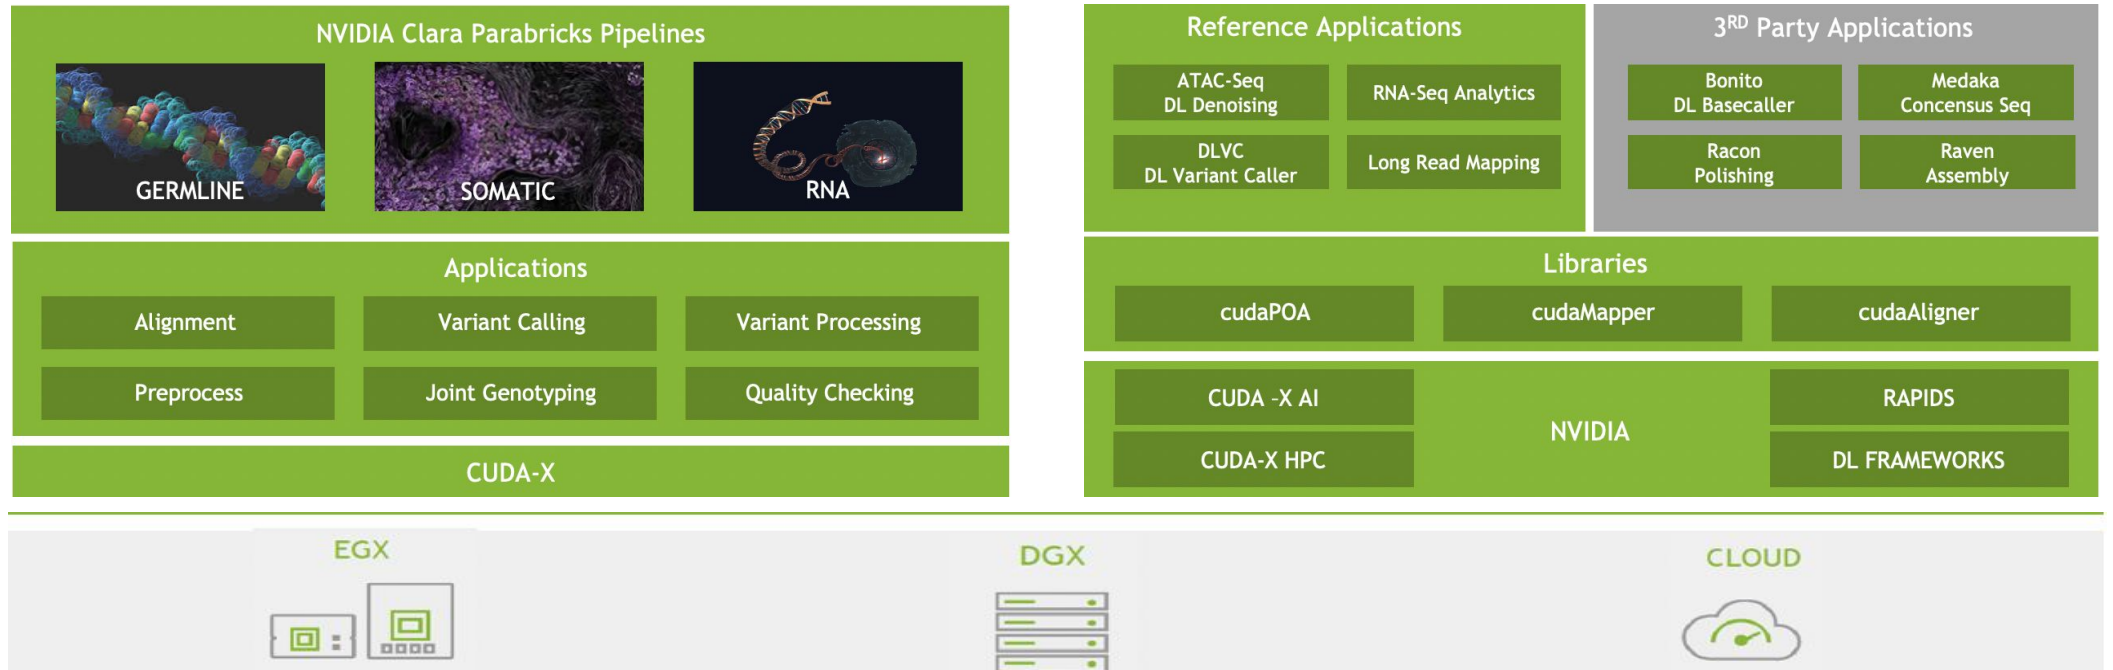 NVIDIA Clara Parabricks Pipelines
GERMLINE
SOMATIC
RNA
Applications
Alignment
Variant Calling
Variant Processing
Preprocess
Joint Genotyping
Quality Checking
CUDA-X
Reference Applications
ATAC-Seq
DL Denoising
RNA-Seq Analytics
DLVC
DL Variant Caller
Long Read Mapping
3RD Party Applications
Bonito
DL Basecaller
Medaka
Concensus Seq
Racon
Polishing
Raven
Assembly
Libraries
cudaPOA
cudaMapper
cudaAligner
CUDA -X AI
CUDA-X HPC
NVIDIA
RAPIDS
DL FRAMEWORKS
EGX
DGX
CLOUD